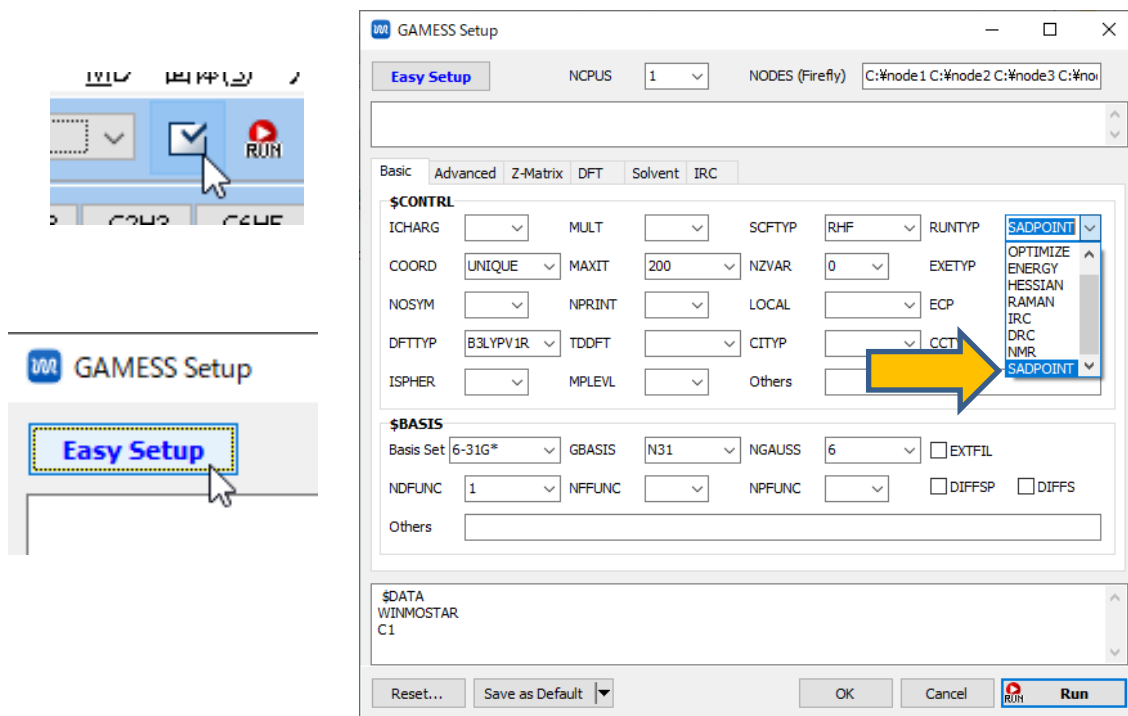 RUN
C2H3 C6H5
GAMESS Setup
Easy Setup
GAMESS Setup
Easy Setup NCPUS 1 NODES (Firefly) C:¥node1 C:¥node2 C:¥node3 C:¥no
Basic Advanced Z-Matrix DFT Solvent IRC
$CONTRL
ICHARG MULT SCFTYP RHF RUNTYP SADPOINT
COORD UNIQUE MAXIT 200 NZVAR 0 EXETYP
NOSYM NPRINT LOCAL ECP
DFTTYP B3LYPV1R TDDFT CITYP
ISPHER MPLEVL Others
OPTIMIZE
ENERGY
HESSIAN
RAMAN
IRC
DRC
NMR
SADPOINT
$BASIS
Basis Set 6-31G* GBASIS N31 NGAUSS 6 EXTFIL
NDFUNC 1 NFFUNC NPFUNC DIFFSP DIFFS
Others
$DATA
WINMOSTAR
C1
Reset... Save as Default OK Cancel RUN Run